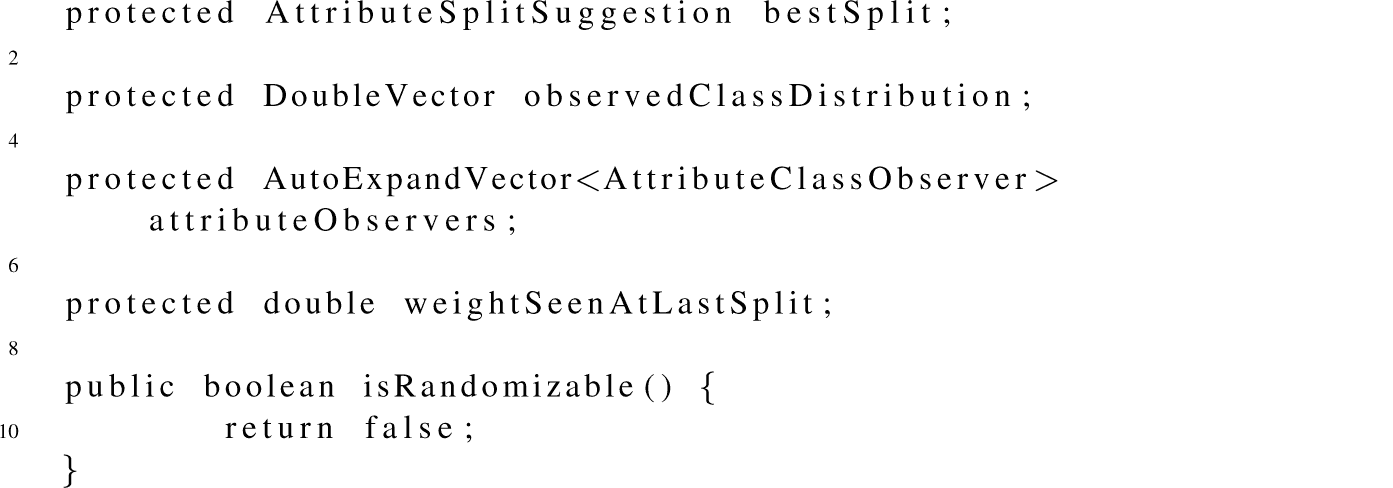 protected AttributeSplitSuggestion bestSplit;
2
protected DoubleVector observedClassDistribution;
4
protected AutoExpandVector<AttributeClassObserver>
attributeObservers;
6
protected double weightSeenAtLastSplit;
8
public boolean isRandomizable() {
10 return false;
}